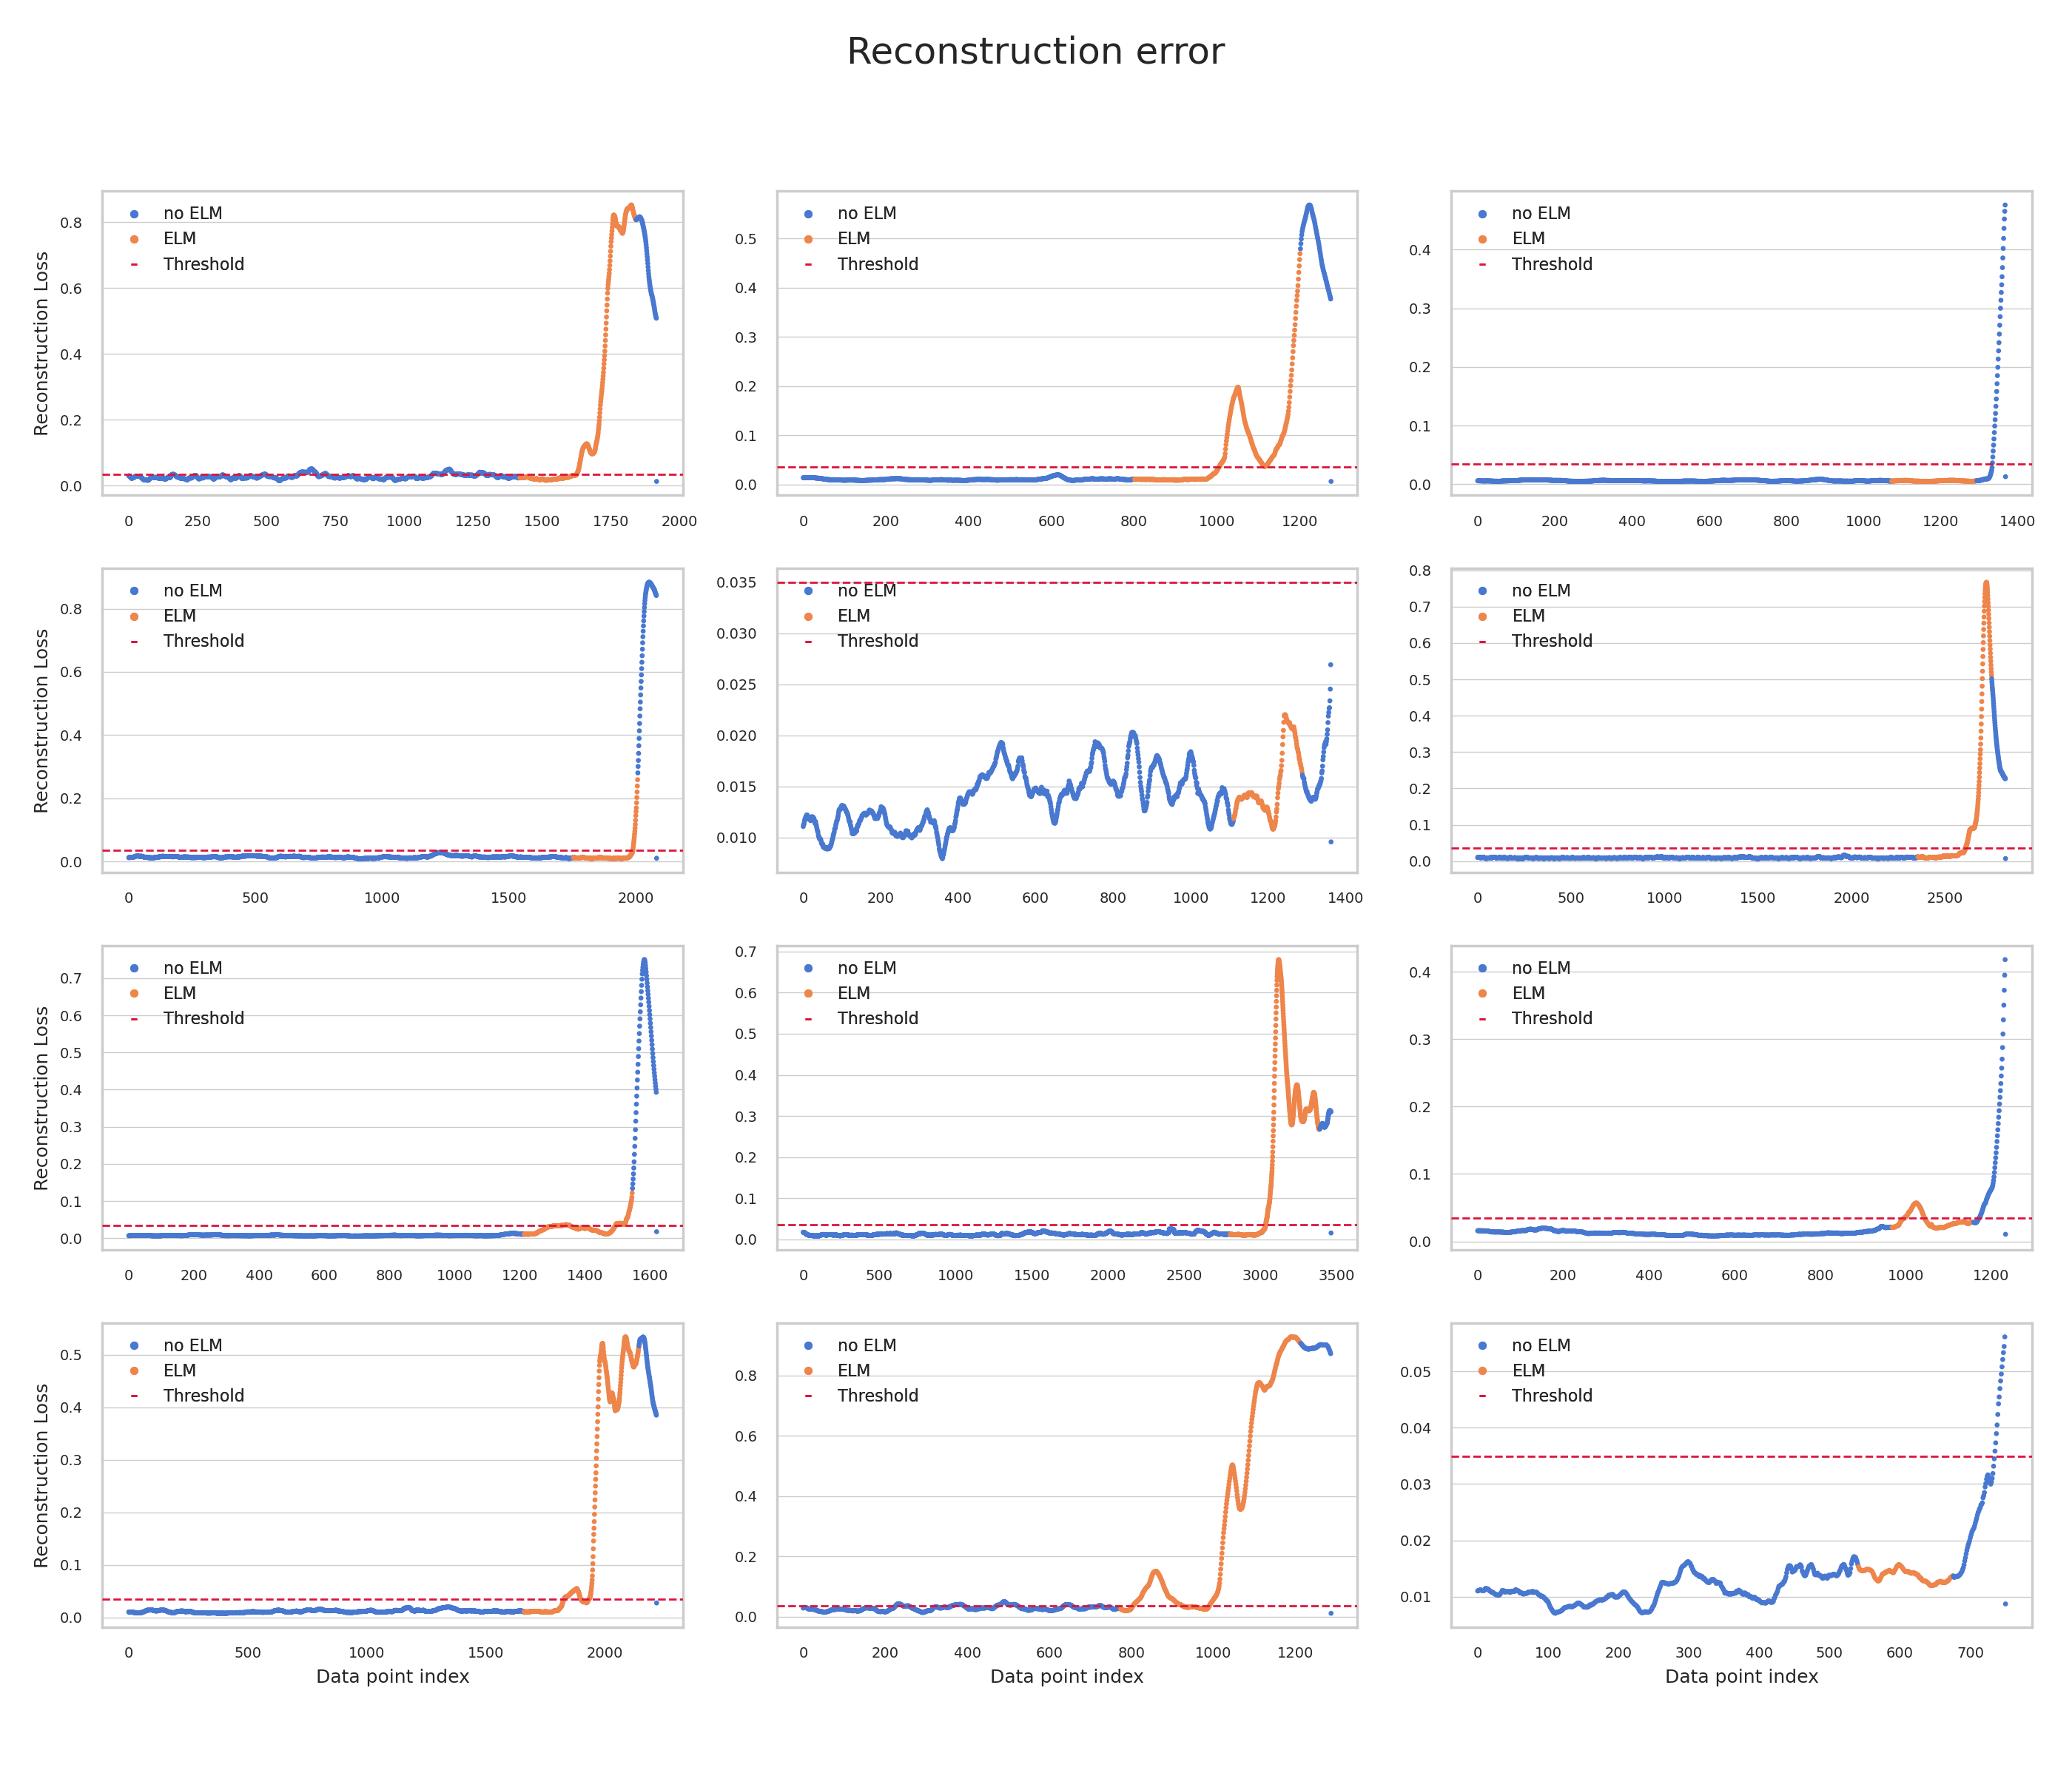 Reconstruction error
Reconstruction Loss
no ELM
ELM
Threshold
0.8
0.6
0.4
0.2
0.0
0 250 500 750 1000 1250 1500 1750 2000
no ELM
ELM
Threshold
0.5
0.4
0.3
0.2
0.1
0.0
0 200 400 600 800 1000 1200
no ELM
ELM
Threshold
0.4
0.3
0.2
0.1
0.0
0 200 400 600 800 1000 1200 1400
Reconstruction Loss
no ELM
ELM
Threshold
0.8
0.6
0.4
0.2
0.0
0 500 1000 1500 2000
no ELM
ELM
Threshold
0.035
0.030
0.025
0.020
0.015
0.010
0 200 400 600 800 1000 1200 1400
no ELM
ELM
Threshold
0.8
0.7
0.6
0.5
0.4
0.3
0.2
0.1
0.0
0 500 1000 1500 2000 2500
Reconstruction Loss
no ELM
ELM
Threshold
0.7
0.6
0.5
0.4
0.3
0.2
0.1
0.0
0 200 400 600 800 1000 1200 1400 1600
no ELM
ELM
Threshold
0.7
0.6
0.5
0.4
0.3
0.2
0.1
0.0
0 500 1000 1500 2000 2500 3000 3500
no ELM
ELM
Threshold
0.4
0.3
0.2
0.1
0.0
0 200 400 600 800 1000 1200
Reconstruction Loss
no ELM
ELM
Threshold
0.5
0.4
0.3
0.2
0.1
0.0
0 500 1000 1500 2000
Data point index
no ELM
ELM
Threshold
0.8
0.6
0.4
0.2
0.0
0 200 400 600 800 1000 1200
Data point index
no ELM
ELM
Threshold
0.05
0.04
0.03
0.02
0.01
0 100 200 300 400 500 600 700
Data point index